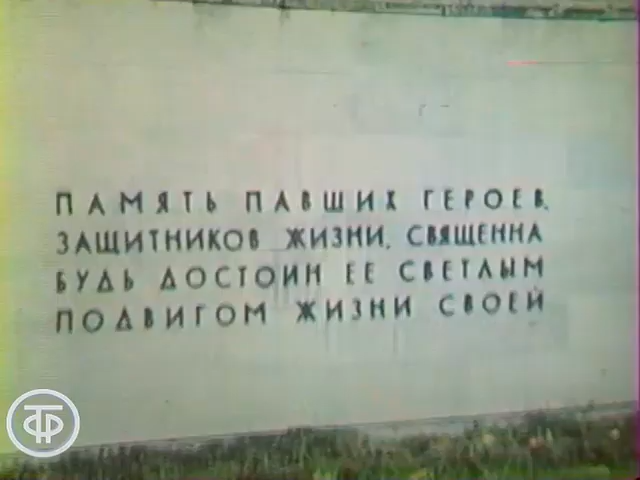 ПАМЯТЬ ПАВШИХ ГЕРОЕВ,
ЗАЩИТНИКОВ ЖИЗНИ, СВЯЩЕННА
БУДЬ ДОСТОИН ЕЕ СВЕТЛЫМ
ПОДВИГОМ ЖИЗНИ СВОЕЙ